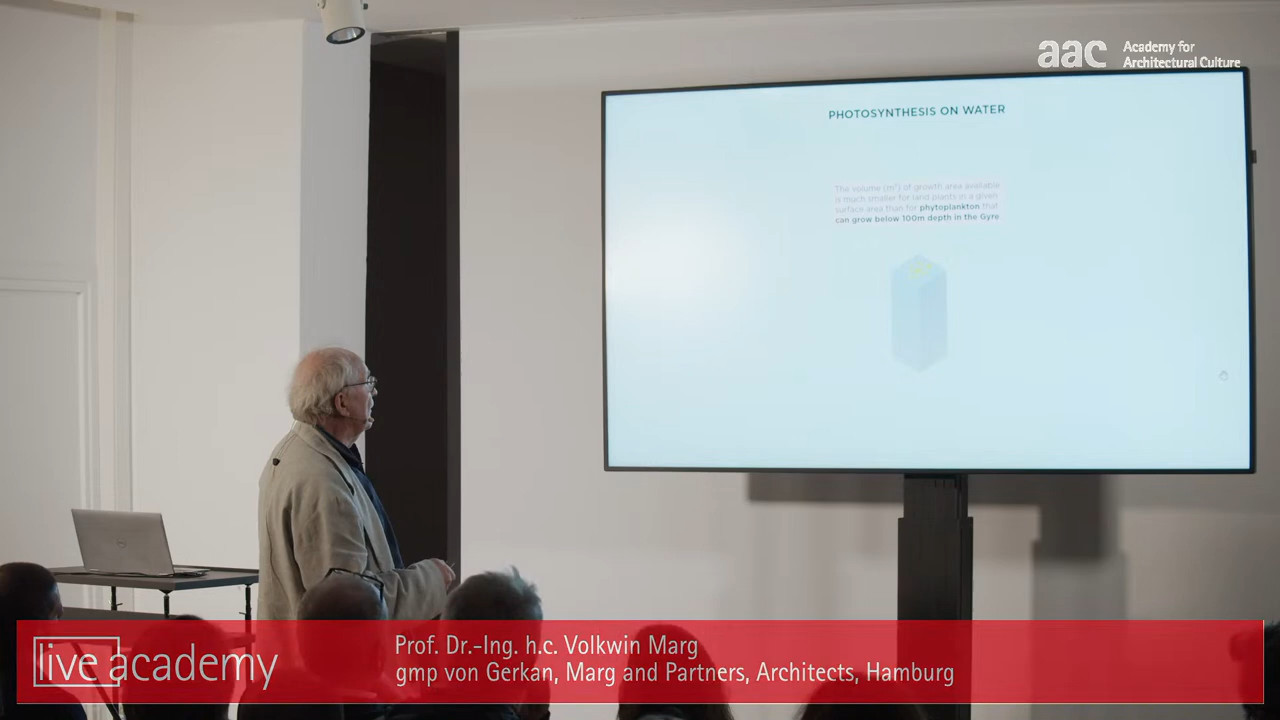 aac
Academy for
Architectural Culture
PHOTOSYNTHESIS ON WATER
The volume (m³) of growth area available
is much smaller for land plants in a given
surface area than for phytoplankton that
can grow below 100m depth in the Gyre
live academy
Prof. Dr.-Ing. h.c. Volkwin Marg
gmp von Gerkan, Marg and Partners, Architects, Hamburg